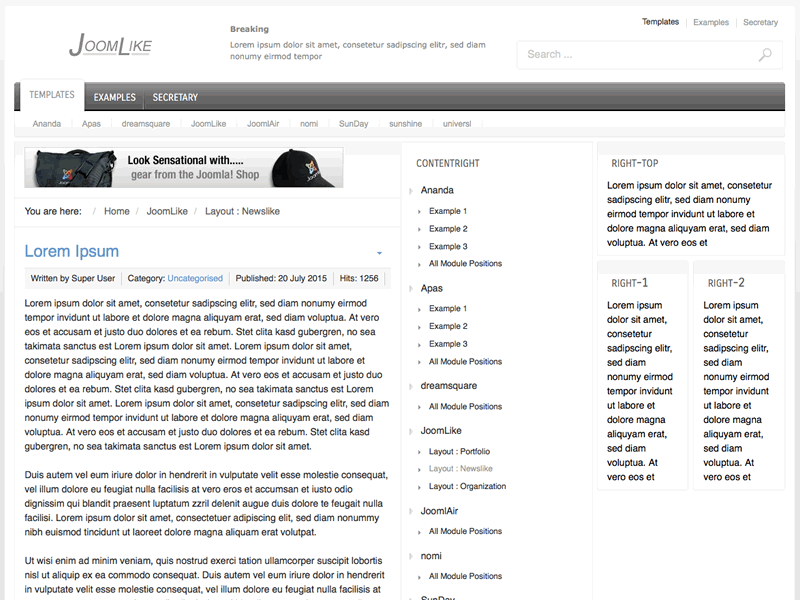 JoomLike
Breaking
Lorem ipsum dolor sit amet, consetetur sadipscing elitr, sed diam
nonumy eirmod tempor
Templates Examples Secretary
Search ...
TEMPLATES EXAMPLES SECRETARY
Ananda Apas dreamsquare JoomLike JoomlAir nomi SunDay sunshine universl
Look Sensational with.....
gear from the Joomla! Shop
You are here: / Home / JoomLike / Layout : Newslike
Lorem Ipsum
Written by Super User Category: Uncategorised Published: 20 July 2015 Hits: 1256
Lorem ipsum dolor sit amet, consetetur sadipscing elitr, sed diam nonumy eirmod
tempor invidunt ut labore et dolore magna aliquyam erat, sed diam voluptua. At vero
eos et accusam et justo duo dolores et ea rebum. Stet clita kasd gubergren, no sea
takimata sanctus est Lorem ipsum dolor sit amet. Lorem ipsum dolor sit amet,
consetetur sadipscing elitr, sed diam nonumy eirmod tempor invidunt ut labore et
dolore magna aliquyam erat, sed diam voluptua. At vero eos et accusam et justo duo
dolores et ea rebum. Stet clita kasd gubergren, no sea takimata sanctus est Lorem
ipsum dolor sit amet. Lorem ipsum dolor sit amet, consetetur sadipscing elitr, sed diam
nonumy eirmod tempor invidunt ut labore et dolore magna aliquyam erat, sed diam
voluptua. At vero eos et accusam et justo duo dolores et ea rebum. Stet clita kasd
gubergren, no sea takimata sanctus est Lorem ipsum dolor sit amet.
Duis autem vel eum iriure dolor in hendrerit in vulputate velit esse molestie consequat,
vel illum dolore eu feugiat nulla facilisis at vero eros et accumsan et iusto odio
dignissim qui blandit praesent luptatum zzril delenit augue duis dolore te feugait nulla
facilisi. Lorem ipsum dolor sit amet, consectetuer adipiscing elit, sed diam nonummy
nibh euismod tincidunt ut laoreet dolore magna aliquam erat volutpat.
Ut wisi enim ad minim veniam, quis nostrud exerci tation ullamcorper suscipit lobortis
nisl ut aliquip ex ea commodo consequat. Duis autem vel eum iriure dolor in hendrerit
in vulputate velit esse molestie consequat, vel illum dolore eu feugiat nulla facilisis at
CONTENTRIGHT
Ananda
Example 1
Example 2
Example 3
All Module Positions
Apas
Example 1
Example 2
Example 3
All Module Positions
dreamsquare
All Module Positions
JoomLike
Layout : Portfolio
Layout : Newslike
Layout : Organization
JoomlAir
All Module Positions
nomi
All Module Positions
SunDay
RIGHT-TOP
Lorem ipsum dolor sit amet, consetetur
sadipscing elitr, sed diam nonumy eirmod
tempor invidunt ut labore et dolore
magna aliquyam erat, sed diam
voluptua. At vero eos et
RIGHT-1
Lorem ipsum
dolor sit amet,
consetetur
sadipscing elitr,
sed diam
nonumy eirmod
tempor invidunt
ut labore et
dolore magna
aliquyam erat,
sed diam
voluptua. At
vero eos et
RIGHT-2
Lorem ipsum
dolor sit amet,
consetetur
sadipscing elitr,
sed diam
nonumy eirmod
tempor invidunt
ut labore et
dolore magna
aliquyam erat,
sed diam
voluptua. At
vero eos et